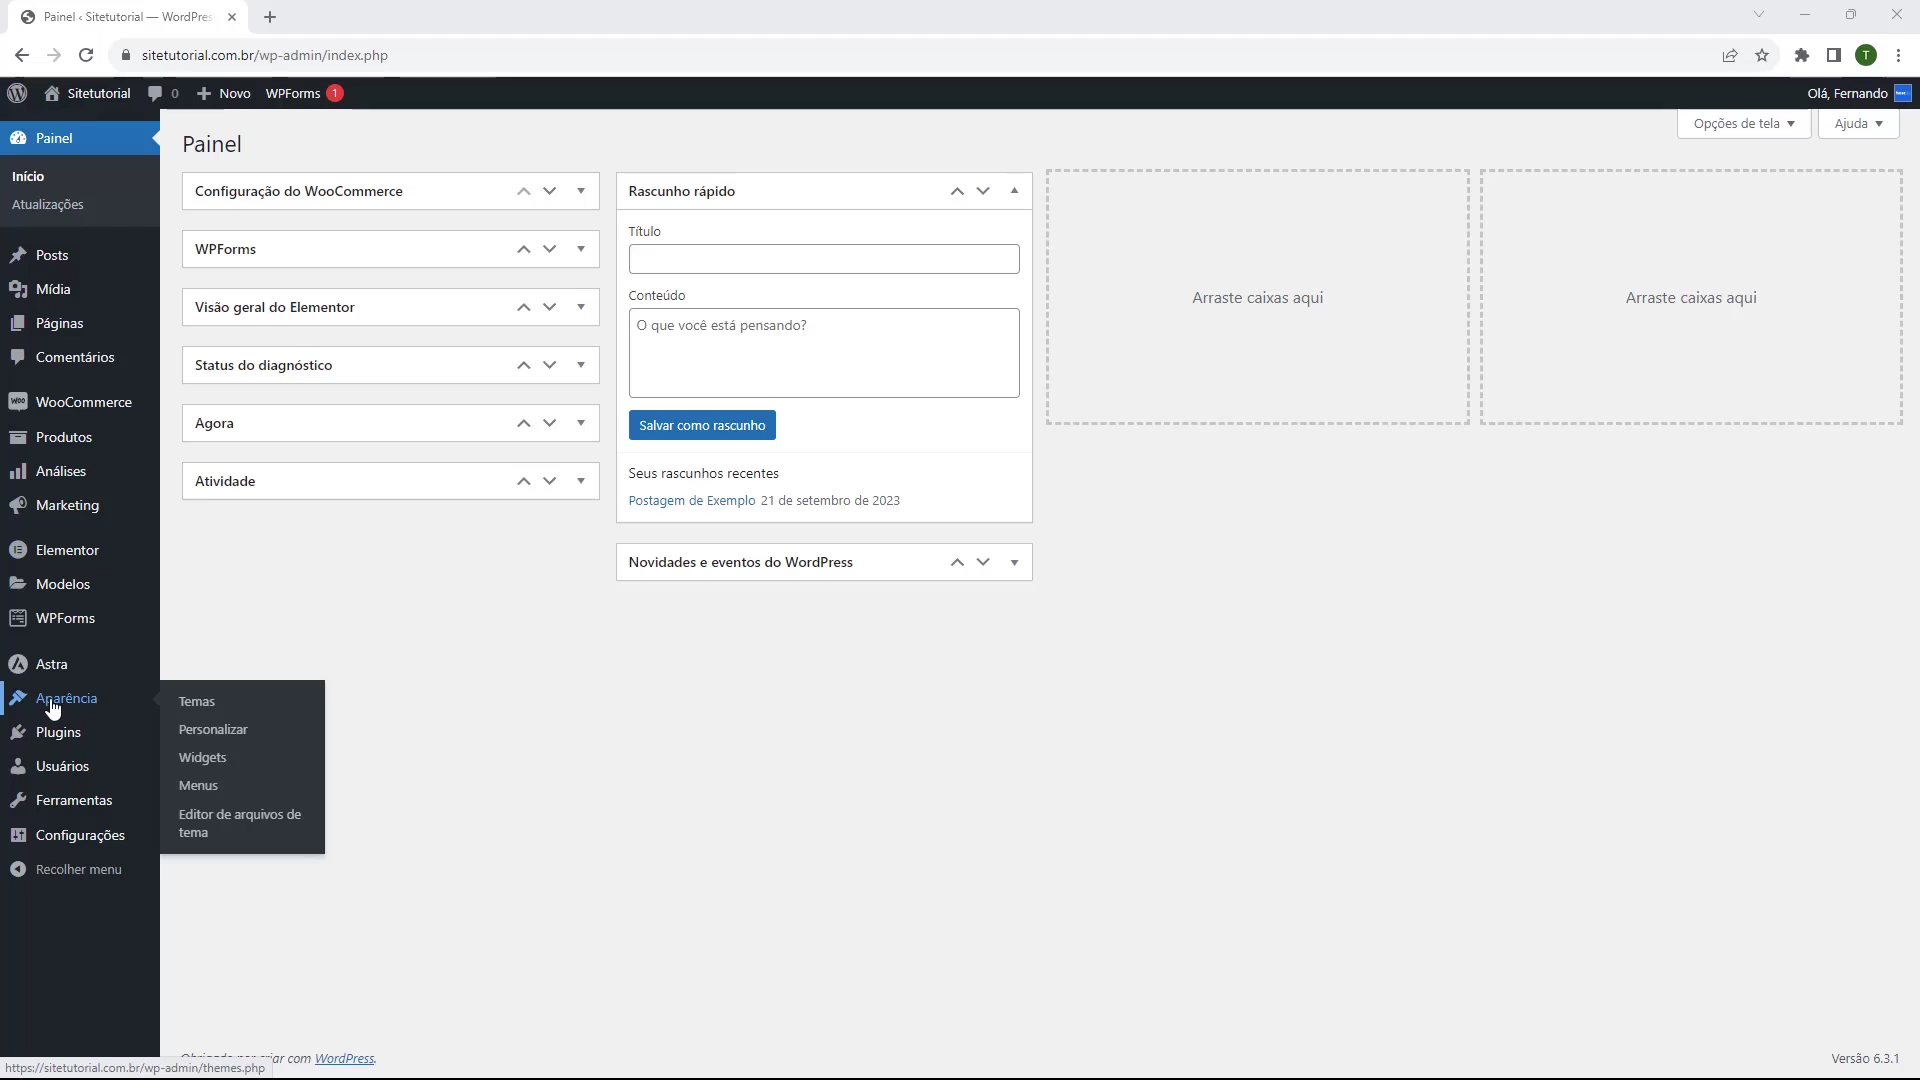 Painel ‹ Sitetutorial — WordPres
sitetutorial.com.br/wp-admin/index.php
T
Sitetutorial 0 Novo WPForms 1
Olá, Fernando
Painel
Início
Atualizações
Posts
Mídia
Páginas
Comentários
WooCommerce
Produtos
Análises
Marketing
Elementor
Modelos
WPForms
Astra
Aparência
Plugins
Usuários
Ferramentas
Configurações
Recolher menu
Temas
Personalizar
Widgets
Menus
Editor de arquivos de
tema
Opções de tela
Ajuda
Painel
Configuração do WooCommerce
WPForms
Visão geral do Elementor
Status do diagnóstico
Agora
Atividade
Rascunho rápido
Título
Conteúdo
O que você está pensando?
Salvar como rascunho
Seus rascunhos recentes
Postagem de Exemplo 21 de setembro de 2023
Novidades e eventos do WordPress
Arraste caixas aqui
Arraste caixas aqui
com WordPress.
Versão 6.3.1
https://sitetutorial.com.br/wp-admin/themes.php